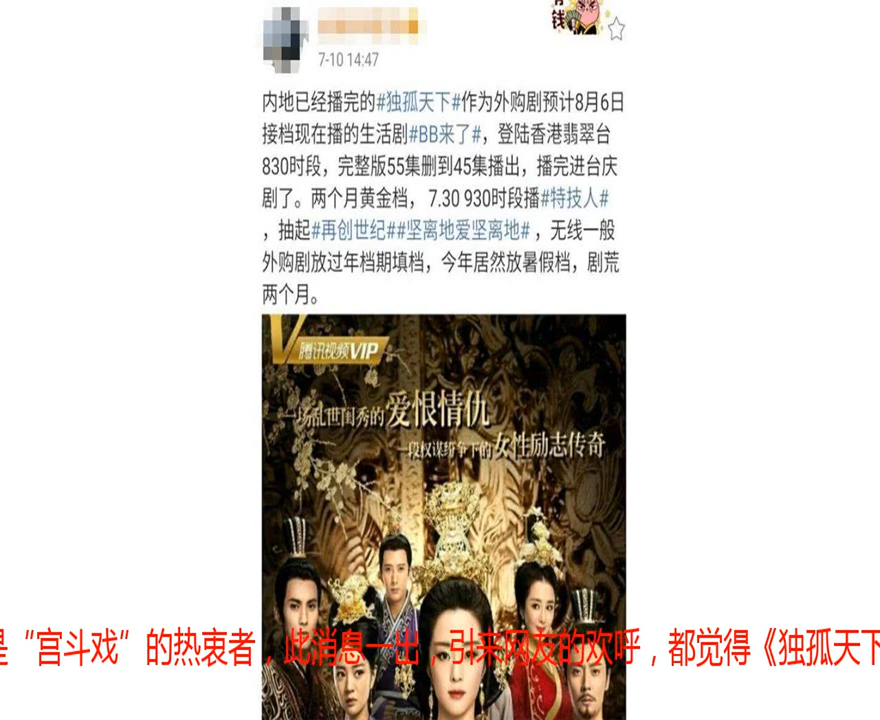 钱
7-10 14:47
内地已经播完的#独孤天下#作为外购剧预计8月6日
接档现在播的生活剧#BB来了#，登陆香港翡翠台
830时段，完整版55集删到45集播出，播完进台庆
剧了。两个月黄金档， 7.30 930时段播#特技人#
，抽起#再创世纪##坚离地爱坚离地#，无线一般
外购剧放过年档期填档，今年居然放暑假档，剧荒
两个月。
腾讯视频VIP
一场乱世闺秀的爱恨情仇
一段权谋纷争下的女性励志传奇
是“宫斗戏”的热衷者，此消息一出，引来网友的欢呼，都觉得《独孤天下